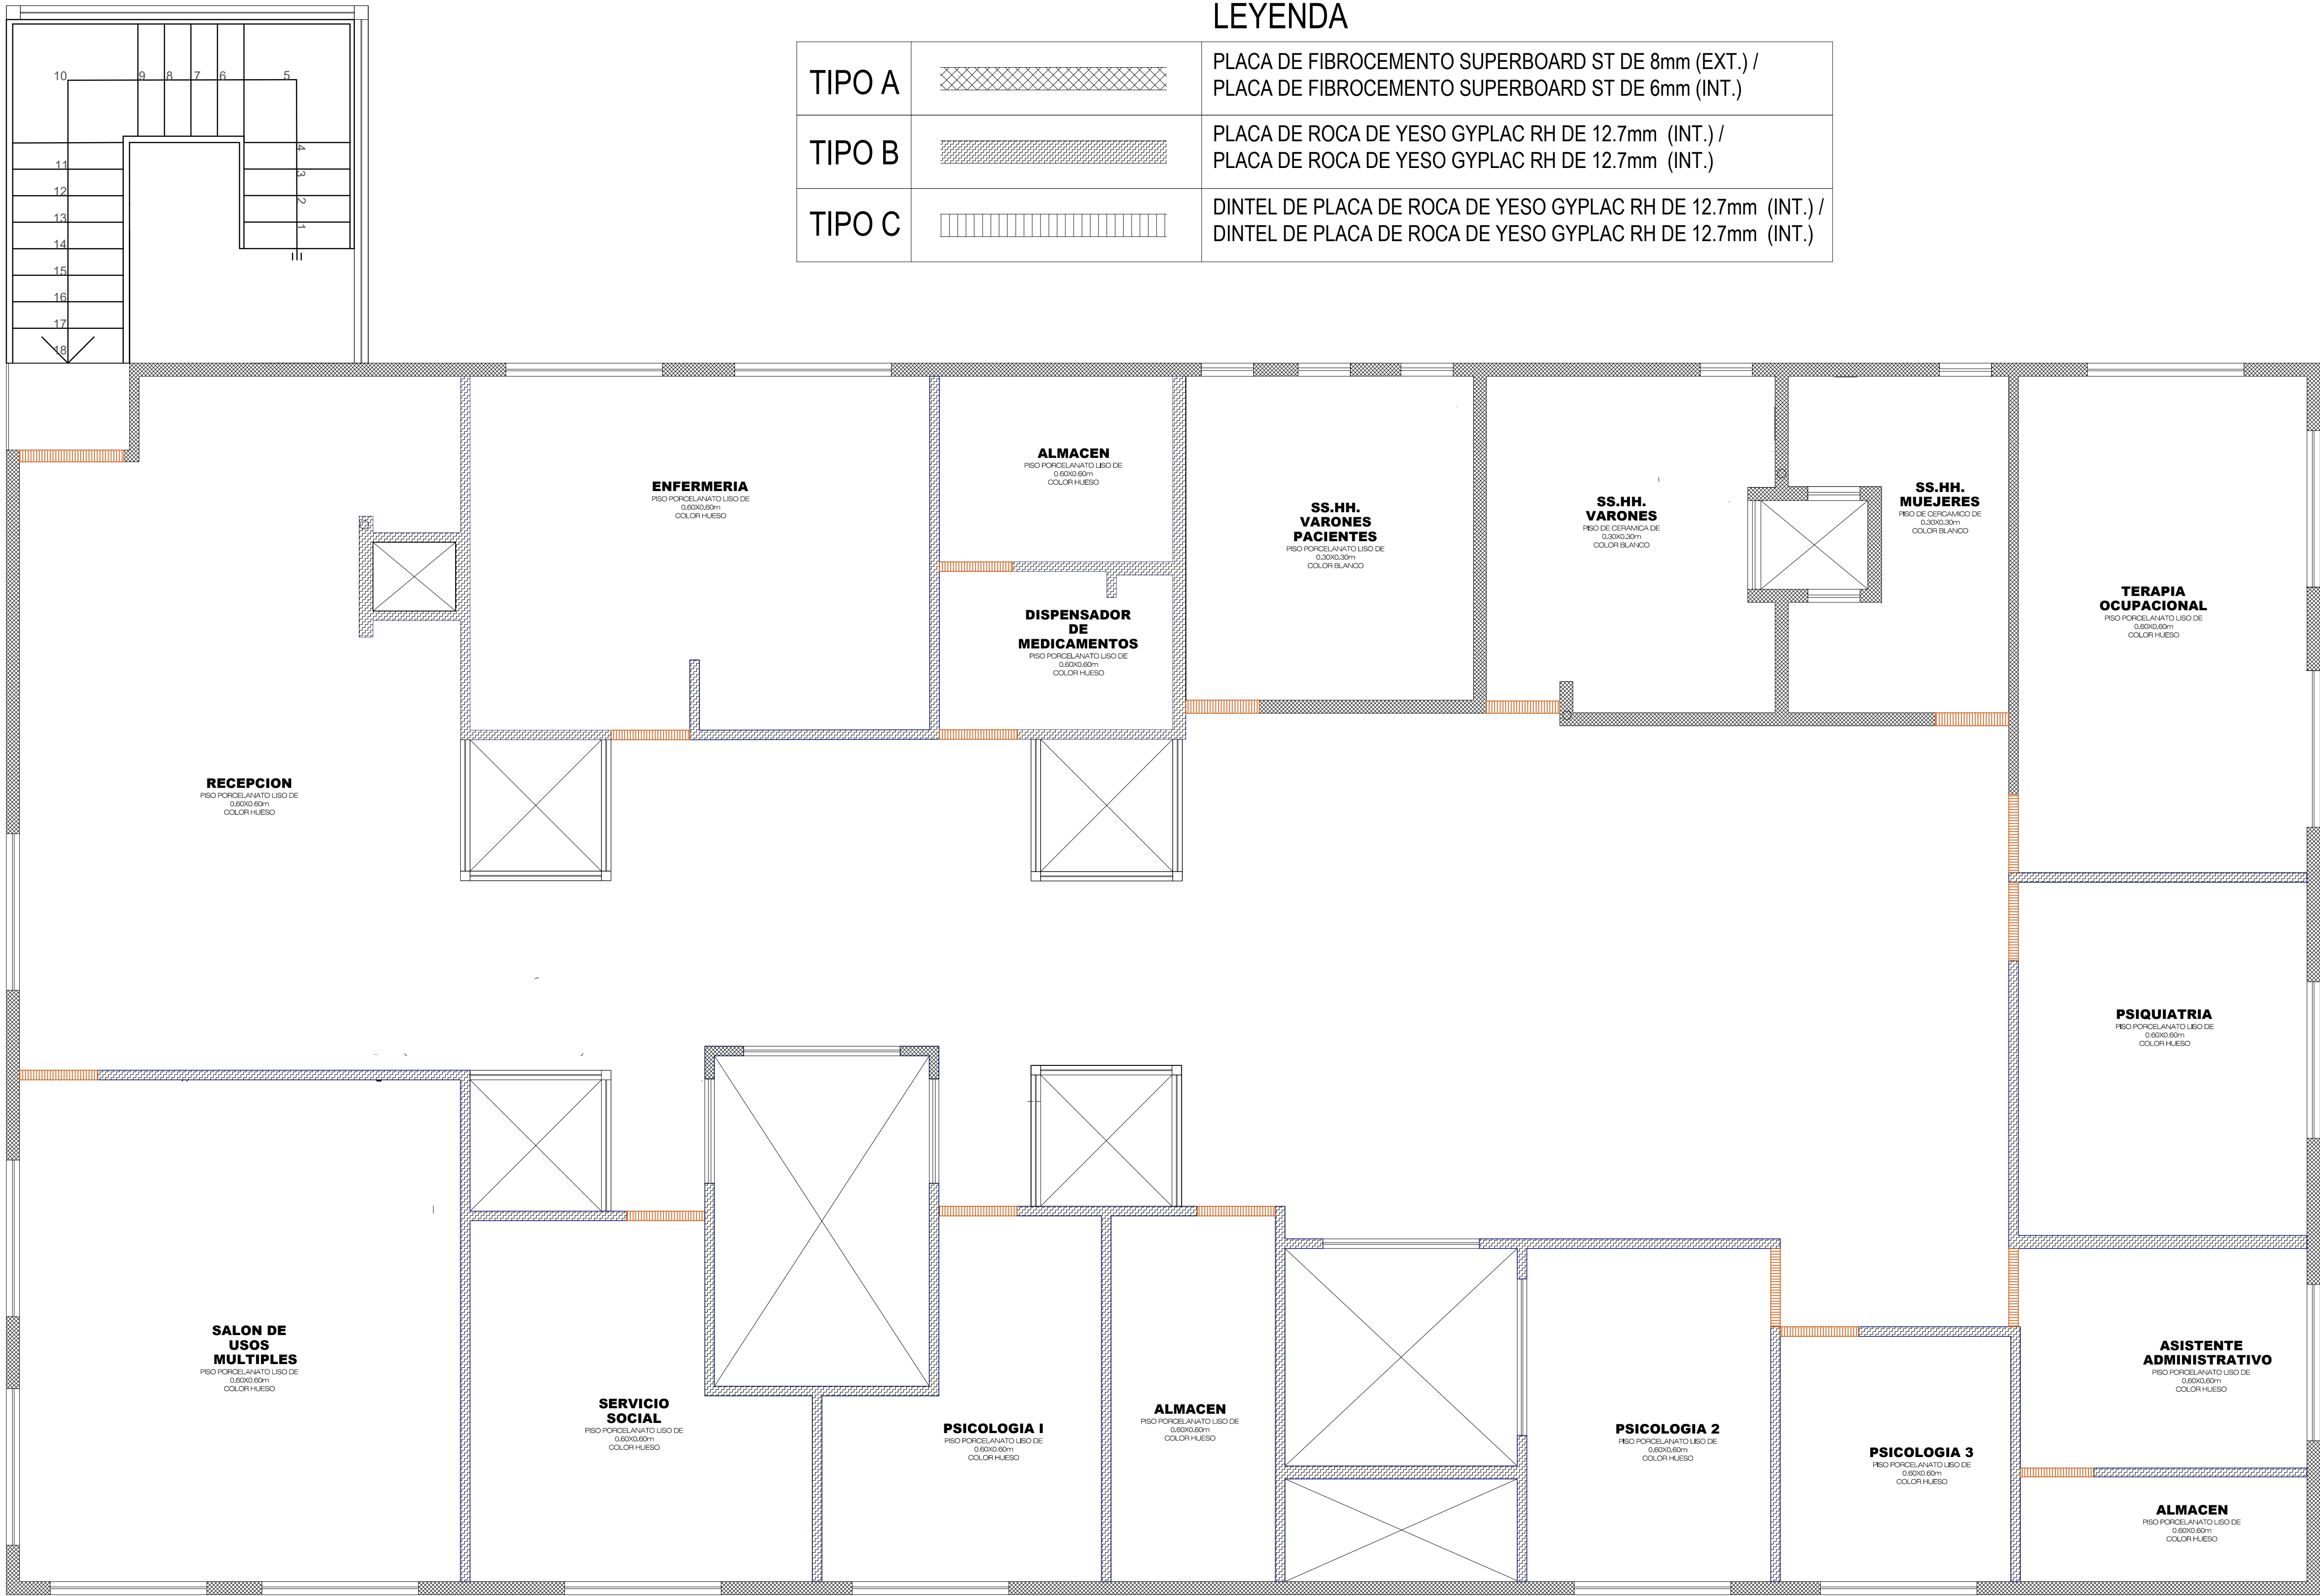 LEYENDA
TIPO A
PLACA DE FIBROCEMENTO SUPERBOARD ST DE 8mm (EXT.) /
PLACA DE FIBROCEMENTO SUPERBOARD ST DE 6mm (INT.)
TIPO B
PLACA DE ROCA DE YESO GYPLAC RH DE 12.7mm (INT.) /
PLACA DE ROCA DE YESO GYPLAC RH DE 12.7mm (INT.)
TIPO C
DINTEL DE PLACA DE ROCA DE YESO GYPLAC RH DE 12.7mm (INT.) /
DINTEL DE PLACA DE ROCA DE YESO GYPLAC RH DE 12.7mm (INT.)
10 9 8 7 6 5
4
3
2
1
11
12
13
14
15
16
17
18
ENFERMERIA
PISO PORCELANATO LISO DE
0.60X0.60m
COLOR HUESO
ALMACEN
PISO PORCELANATO LISO DE
0.60X0.60m
COLOR HUESO
SS.HH.
VARONES
PACIENTES
PISO PORCELANATO LISO DE
0.30X0.30m
COLOR BLANCO
SS.HH.
VARONES
PISO DE CERAMICA DE
0.30X0.30m
COLOR BLANCO
SS.HH.
MUEJERES
PISO DE CERCAMICO DE
0.30X0.30m
COLOR BLANCO
TERAPIA
OCUPACIONAL
PISO PORCELANATO LISO DE
0.60X0.60m
COLOR HUESO
DISPENSADOR
DE
MEDICAMENTOS
PISO PORCELANATO LISO DE
0.60X0.60m
COLOR HUESO
RECEPCION
PISO PORCELANATO LISO DE
0.60X0.60m
COLOR HUESO
PSIQUIATRIA
PISO PORCELANATO LISO DE
0.60X0.60m
COLOR HUESO
SALON DE
USOS
MULTIPLES
PISO PORCELANATO LISO DE
0.60X0.60m
COLOR HUESO
SERVICIO
SOCIAL
PISO PORCELANATO LISO DE
0.60X0.60m
COLOR HUESO
PSICOLOGIA I
PISO PORCELANATO LISO DE
0.60X0.60m
COLOR HUESO
ALMACEN
PISO PORCELANATO LISO DE
0.60X0.60m
COLOR HUESO
PSICOLOGIA 2
PISO PORCELANATO LISO DE
0.60X0.60m
COLOR HUESO
PSICOLOGIA 3
PISO PORCELANATO LISO DE
0.60X0.60m
COLOR HUESO
ASISTENTE
ADMINISTRATIVO
PISO PORCELANATO LISO DE
0.60X0.60m
COLOR HUESO
ALMACEN
PISO PORCELANATO LISO DE
0.60X0.60m
COLOR HUESO